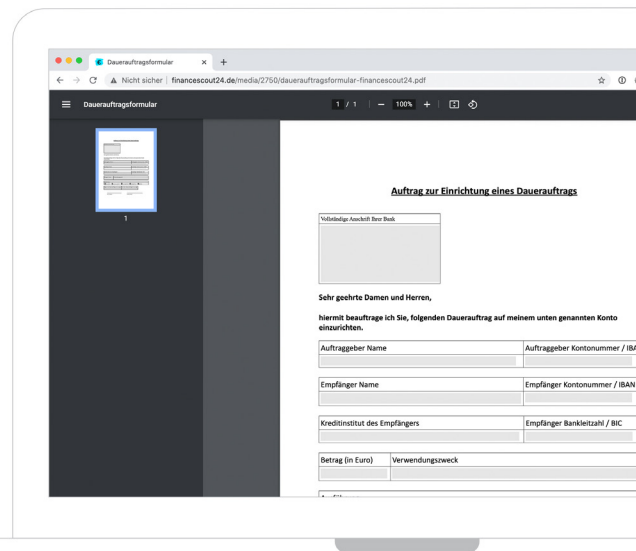 Dauerauftragsformular
Nicht sicher | financescout24.de/media/2750/dauerauftragsformular-financescout24.pdf
Dauerauftragsformular
1 / 1
100%
1
Auftrag zur Einrichtung eines Dauerauftrags
Vollständige Anschrift Ihrer Bank
Sehr geehrte Damen und Herren,
hiermit beauftrage ich Sie, folgenden Dauerauftrag auf meinem unten genannten Konto
einzurichten.
Auftraggeber Name
Auftraggeber Kontonummer /
Empfänger Name
Empfänger Kontonummer / IBAN
Kreditinstitut des Empfängers
Empfänger Bankleitzahl / BIC
Betrag (in Euro)
Verwendungszweck